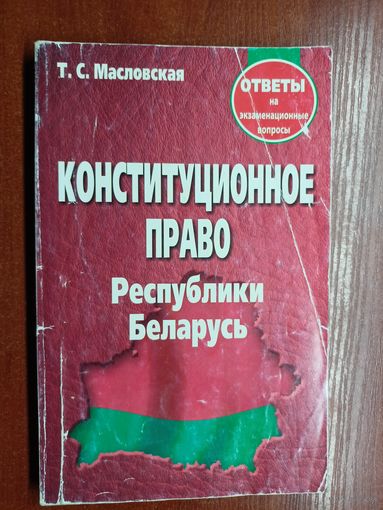 Т. С. Масловская
ОТВЕТЫ
на
экзаменационные
вопросы
КОНСТИТУЦИОННОЕ
ПРАВО
Республики
Беларусь